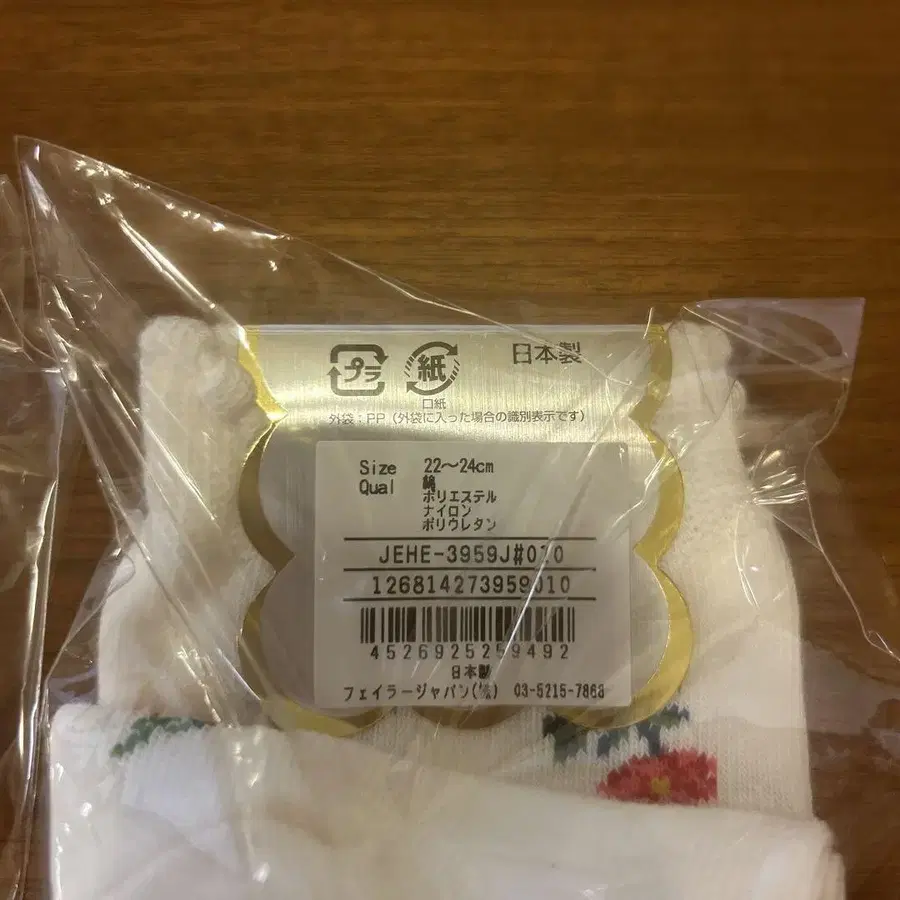 プラ 紙 日本製
口紙
外袋：PP（外袋に入った場合の識別表示です）
Size 22～24cm
Qual 綿
ポリエステル
ナイロン
ポリウレタン
JEHE-3959J#010
126814273959010
4526925259492
日本製
フェイラージャパン(株) 03-5215-7868